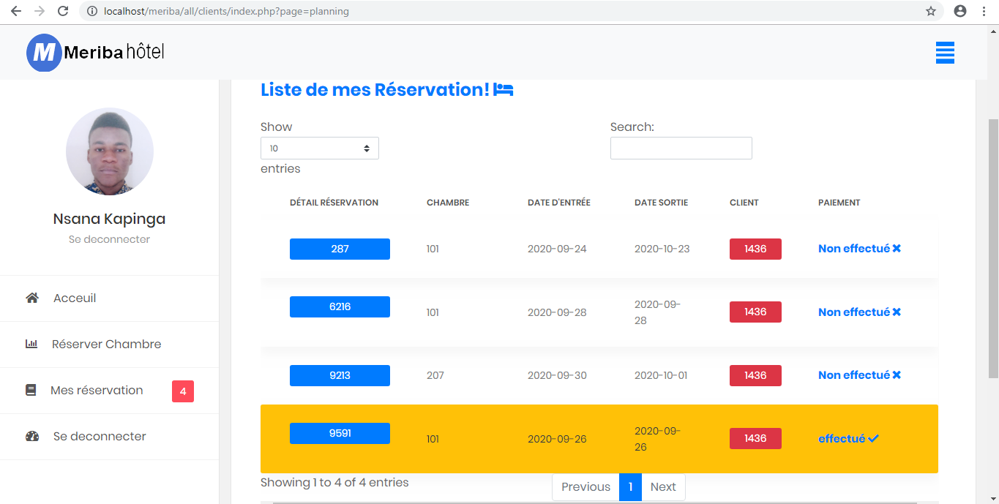 localhost/meriba/all/clients/index.php?page=planning
M Meriba hôtel
Nsana Kapinga
Se deconnecter
Acceuil
Réserver Chambre
Mes réservation 4
Se deconnecter
Liste de mes Réservation!
Show
10
entries
Search:
DÉTAIL RÉSERVATION CHAMBRE DATE D'ENTRÉE DATE SORTIE CLIENT PAIEMENT
287 101 2020-09-24 2020-10-23 1436 Non effectué
6216 101 2020-09-28 2020-09-
28 1436 Non effectué
9213 207 2020-09-30 2020-10-01 1436 Non effectué
9591 101 2020-09-26 2020-09-
26 1436 effectué
Showing 1 to 4 of 4 entries
Previous 1 Next